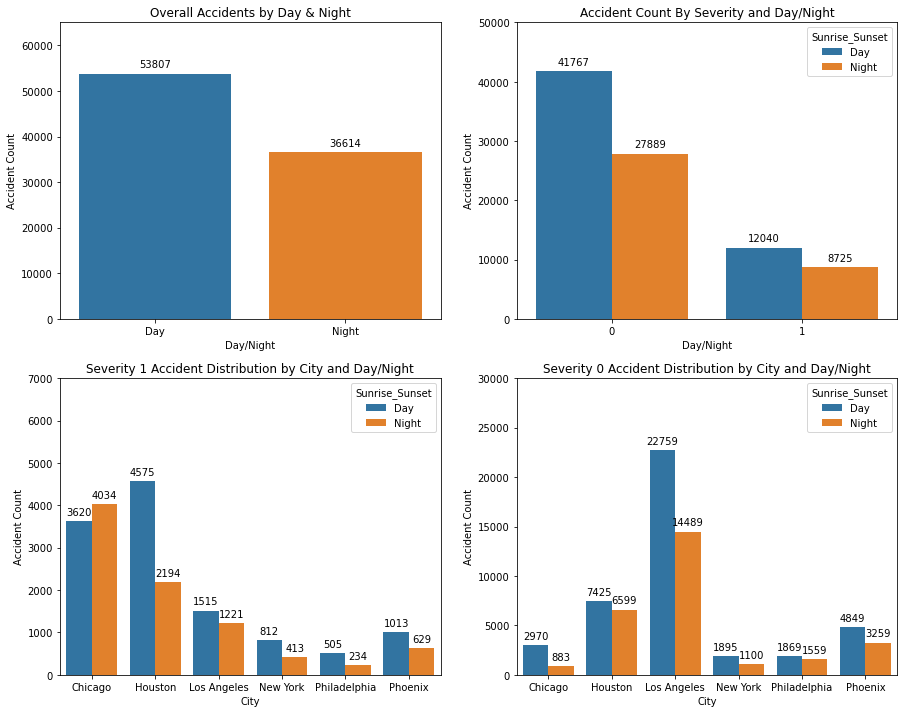 Overall Accidents by Day & Night
60000
50000
40000
30000
20000
10000
0
Accident Count
53807
36614
Day
Night
Day/Night
Accident Count By Severity and Day/Night
50000
40000
30000
20000
10000
0
Accident Count
Sunrise_Sunset
Day
Night
41767
27889
12040
8725
0
1
Day/Night
Severity 1 Accident Distribution by City and Day/Night
7000
6000
5000
4000
3000
2000
1000
0
Accident Count
Sunrise_Sunset
Day
Night
3620
4034
4575
2194
1515
1221
812
413
505
234
1013
629
Chicago
Houston
Los Angeles
New York
Philadelphia
Phoenix
City
Severity 0 Accident Distribution by City and Day/Night
30000
25000
20000
15000
10000
5000
0
Accident Count
Sunrise_Sunset
Day
Night
2970
883
7425
6599
22759
14489
1895
1100
1869
1559
4849
3259
Chicago
Houston
Los Angeles
New York
Philadelphia
Phoenix
City